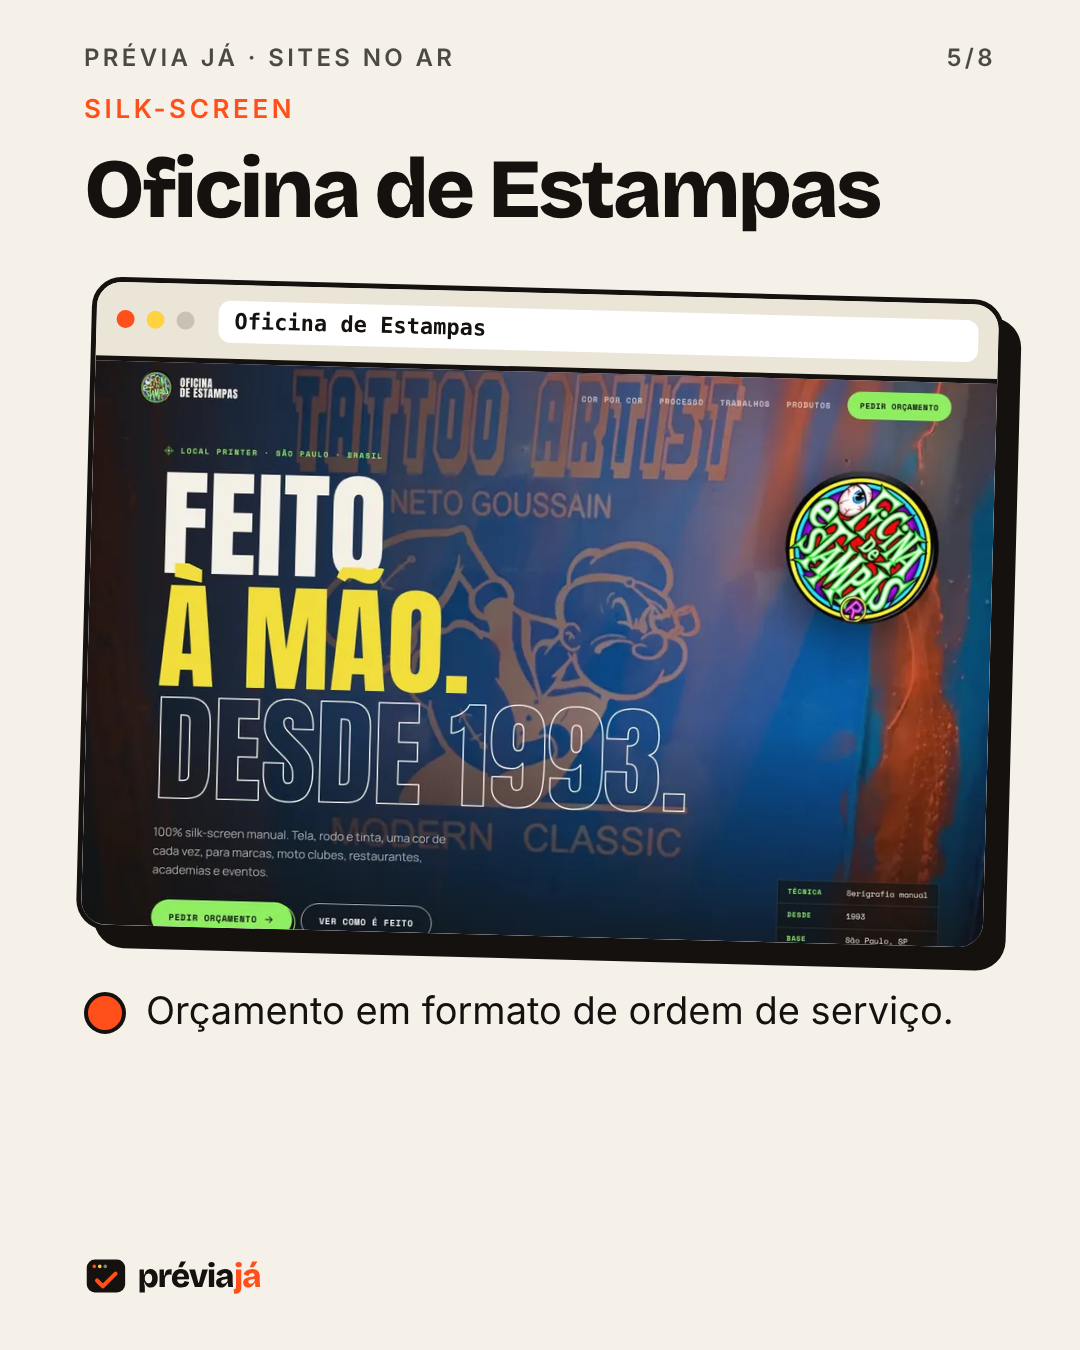 PRÉVIA JÁ · SITES NO AR
5/8
SILK-SCREEN
Oficina de Estampas
Oficina de Estampas
OFICINA
DE ESTAMPAS
COR POR COR
PROCESSO
TRABALHOS
PRODUTOS
PEDIR ORÇAMENTO
TATTOO ARTIST
LOCAL PRINTER · SÃO PAULO · BRASIL
NETO GOUSSAIN
FEITO
À MÃO.
DESDE 1993.
OFICINA
De
ESTAMPAS
R
MODERN CLASSIC
100% silk-screen manual. Tela, rodo e tinta, uma cor de
cada vez, para marcas, moto clubes, restaurantes,
academias e eventos.
PEDIR ORÇAMENTO →
VER COMO É FEITO
TÉCNICA Serigrafia manual
DESDE 1993
BASE São Paulo, SP
Orçamento em formato de ordem de serviço.
préviajá